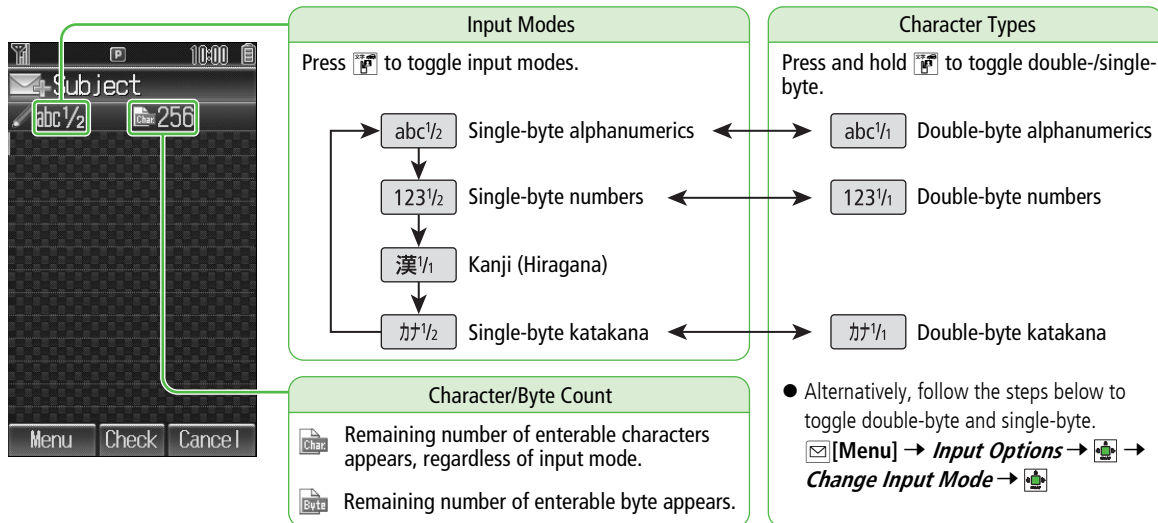 10:00
Subject
abc1/2
Char.
256
Menu
Check
Cancel
Input Modes
Press 文字 to toggle input modes.
abc1/2 Single-byte alphanumerics
1231/2 Single-byte numbers
漢1/1 Kanji (Hiragana)
カナ1/2 Single-byte katakana
Character/Byte Count
Char. Remaining number of enterable characters
appears, regardless of input mode.
Byte Remaining number of enterable byte appears.
Character Types
Press and hold 文字 to toggle double-/single-
byte.
abc1/1 Double-byte alphanumerics
1231/1 Double-byte numbers
カナ1/1 Double-byte katakana
● Alternatively, follow the steps below to
toggle double-byte and single-byte.
[Menu] → Input Options → →
Change Input Mode →